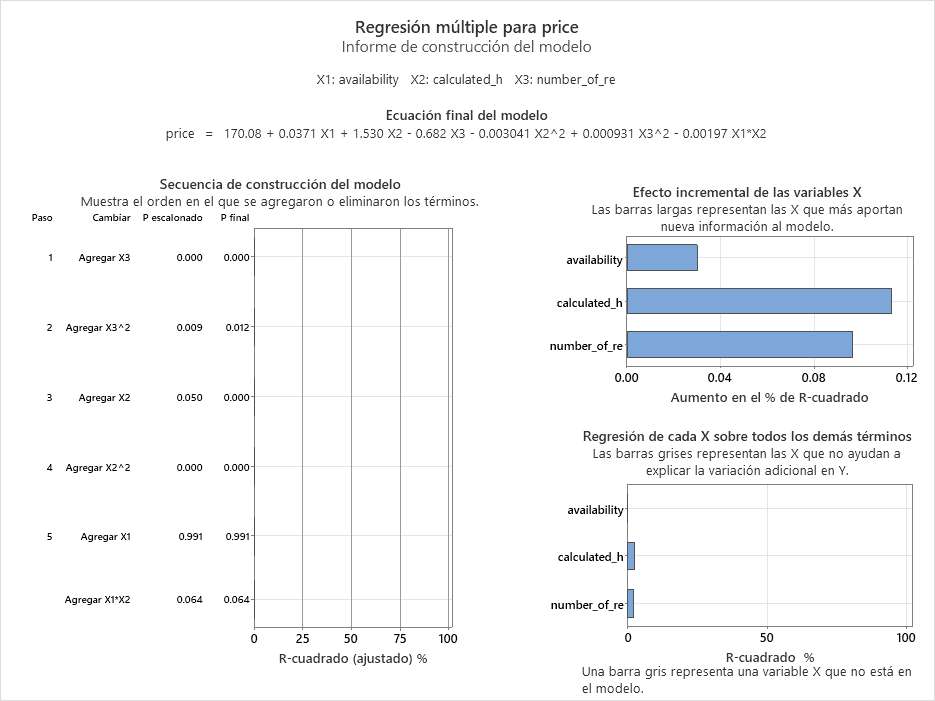 Regresión múltiple para price
Informe de construcción del modelo
X1: availability X2: calculated_h X3: number_of_re
Ecuación final del modelo
price = 170.08 + 0.0371 X1 + 1.530 X2 - 0.682 X3 - 0.003041 X2^2 + 0.000931 X3^2 - 0.00197 X1*X2
Secuencia de construcción del modelo
Muestra el orden en el que se agregaron o eliminaron los términos.
Paso Cambiar P escalonado P final
1 Agregar X3 0.000 0.000
2 Agregar X3^2 0.009 0.012
3 Agregar X2 0.050 0.000
4 Agregar X2^2 0.000 0.000
5 Agregar X1 0.991 0.991
Agregar X1*X2 0.064 0.064
0 25 50 75 100
R-cuadrado (ajustado) %
Efecto incremental de las variables X
Las barras largas representan las X que más aportan
nueva información al modelo.
availability
calculated_h
number_of_re
0.00 0.04 0.08 0.12
Aumento en el % de R-cuadrado
Regresión de cada X sobre todos los demás términos
Las barras grises representan las X que no ayudan a
explicar la variación adicional en Y.
availability
calculated_h
number_of_re
0 50 100
R-cuadrado %
Una barra gris representa una variable X que no está en
el modelo.